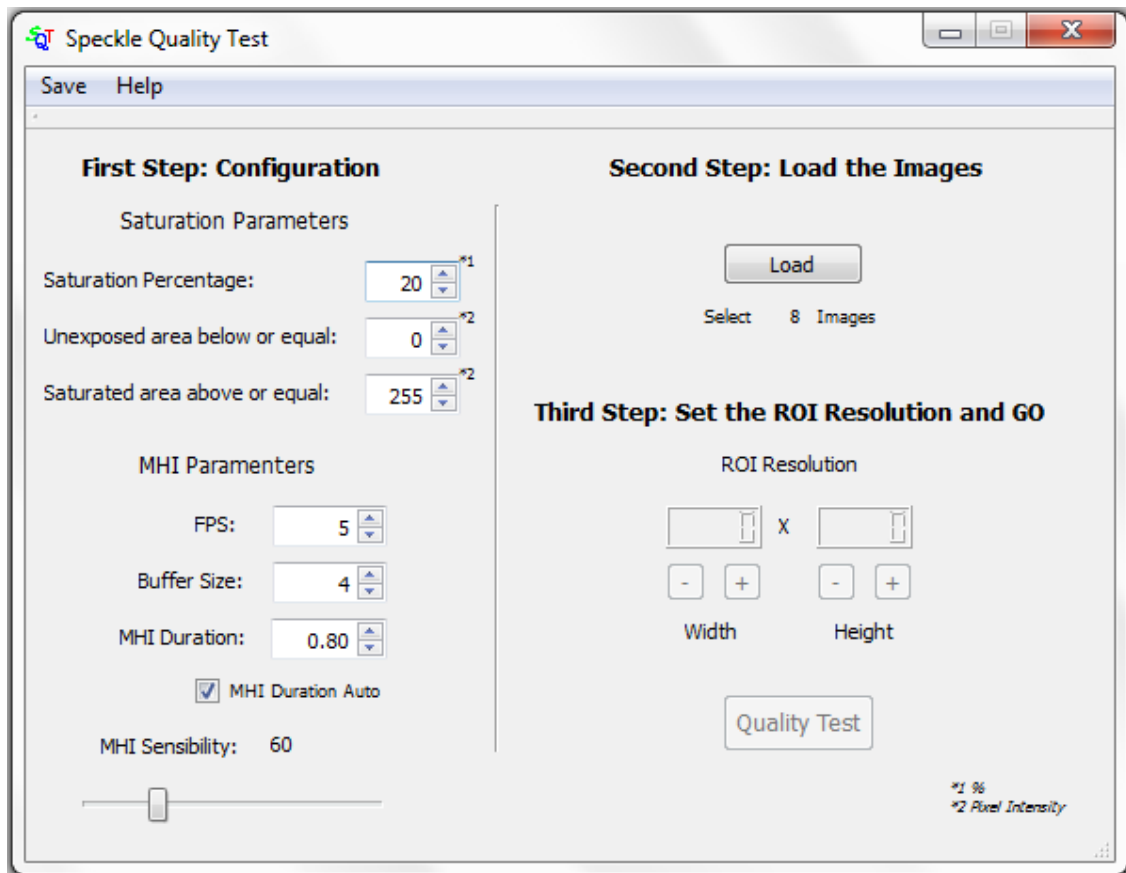 SQT Speckle Quality Test
Save Help
First Step: Configuration
Saturation Parameters
Saturation Percentage: 20 *1
Unexposed area below or equal: 0 *2
Saturated area above or equal: 255 *2
MHI Paramenters
FPS: 5
Buffer Size: 4
MHI Duration: 0.80
MHI Duration Auto
MHI Sensibility: 60
Second Step: Load the Images
Load
Select 8 Images
Third Step: Set the ROI Resolution and GO
ROI Resolution
0 X 0
- + - +
Width Height
Quality Test
*1 %
*2 Pixel Intensity